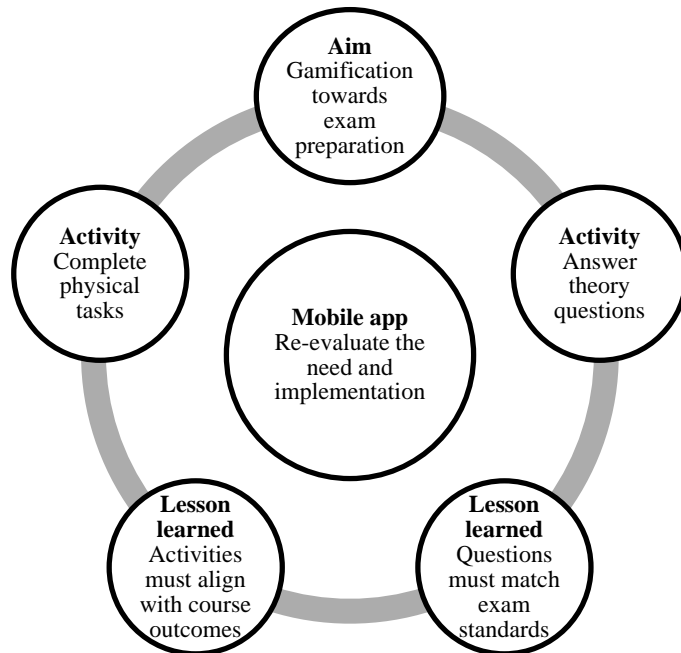 Aim
Gamification
towards
exam
preparation
Activity
Complete
physical
tasks
Activity
Answer
theory
questions
Mobile app
Re-evaluate the
need and
implementation
Lesson
learned
Activities
must align
with course
outcomes
Lesson
learned
Questions
must match
exam
standards